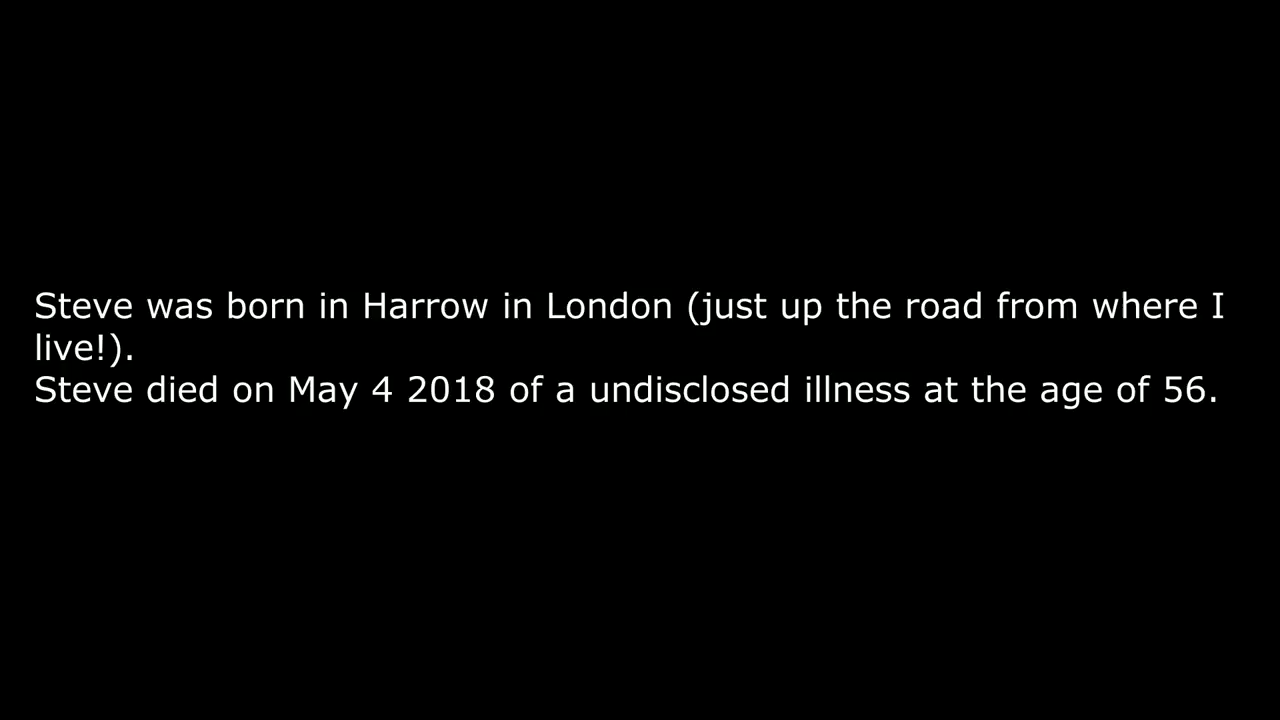 Steve was born in Harrow in London (just up the road from where I
live!).
Steve died on May 4 2018 of a undisclosed illness at the age of 56.